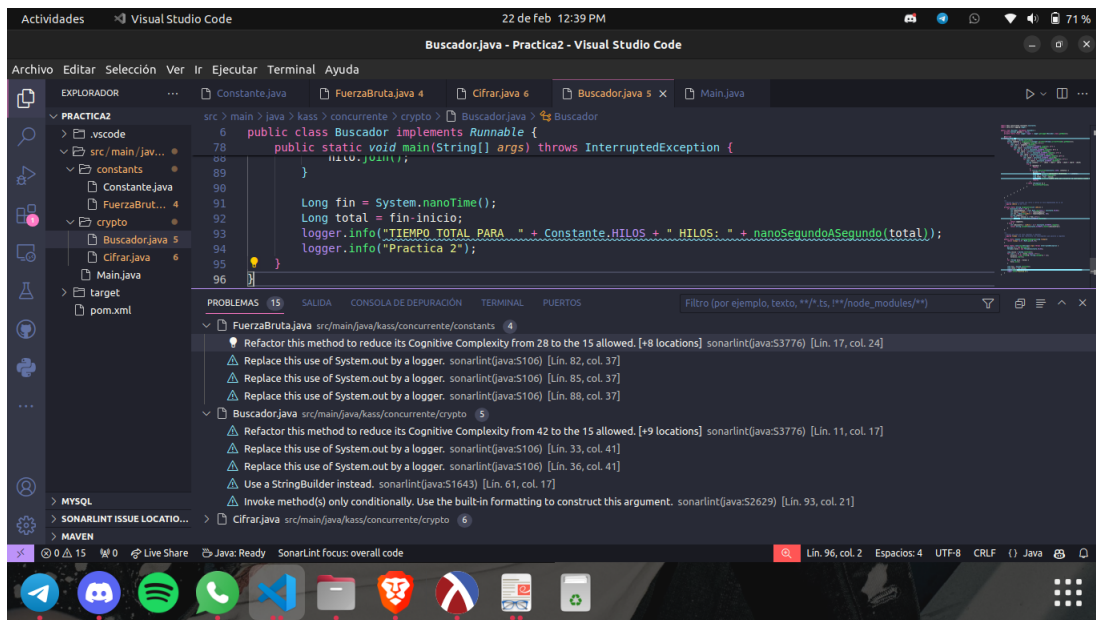 Actividades Visual Studio Code 22 de feb 12:39 PM 71 %
Buscador.java - Practica2 - Visual Studio Code
Archivo Editar Selección Ver Ir Ejecutar Terminal Ayuda
EXPLORADOR ... Constante.java FuerzaBruta.java 4 Cifrar.java 6 Buscador.java 5 Main.java
PRACTICA2
.vscode
src/main/jav...
constants
Constante.java
FuerzaBrut... 4
crypto
Buscador.java 5
Cifrar.java 6
Main.java
target
pom.xml
MYSQL
SONARLINT ISSUE LOCATIO...
MAVEN
src > main > java > kass > concurrente > crypto > Buscador.java > Buscador
6 public class Buscador implements Runnable {
78 public static void main(String[] args) throws InterruptedException {
88 hilo.join();
89 }
90
91 Long fin = System.nanoTime();
92 Long total = fin-inicio;
93 logger.info("TIEMPO TOTAL PARA " + Constante.HILOS + " HILOS: " + nanoSegundoASegundo(total));
94 logger.info("Practica 2");
95 }
96 }
PROBLEMAS 15 SALIDA CONSOLA DE DEPURACIÓN TERMINAL PUERTOS Filtro (por ejemplo, texto, **/*.ts, !**/node_modules/**)
FuerzaBruta.java src/main/java/kass/concurrente/constants 4
Refactor this method to reduce its Cognitive Complexity from 28 to the 15 allowed. [+8 locations] sonarlint(java:S3776) [Lín. 17, col. 24]
Replace this use of System.out by a logger. sonarlint(java:S106) [Lín. 82, col. 37]
Replace this use of System.out by a logger. sonarlint(java:S106) [Lín. 85, col. 37]
Replace this use of System.out by a logger. sonarlint(java:S106) [Lín. 88, col. 37]
Buscador.java src/main/java/kass/concurrente/crypto 5
Refactor this method to reduce its Cognitive Complexity from 42 to the 15 allowed. [+9 locations] sonarlint(java:S3776) [Lín. 11, col. 17]
Replace this use of System.out by a logger. sonarlint(java:S106) [Lín. 33, col. 41]
Replace this use of System.out by a logger. sonarlint(java:S106) [Lín. 36, col. 41]
Use a StringBuilder instead. sonarlint(java:S1643) [Lín. 61, col. 17]
Invoke method(s) only conditionally. Use the built-in formatting to construct this argument. sonarlint(java:S2629) [Lín. 93, col. 21]
Cifrar.java src/main/java/kass/concurrente/crypto 6
0 15 0 Live Share Java: Ready SonarLint focus: overall code Lín. 96, col. 2 Espacios: 4 UTF-8 CRLF {} Java